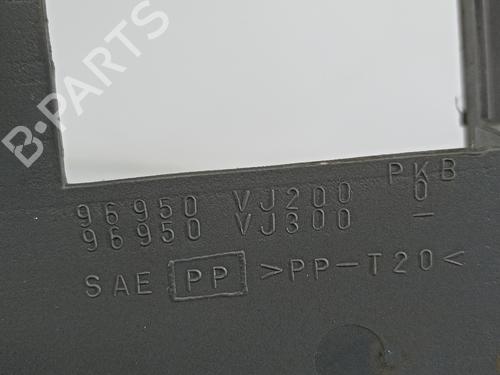 B-PARTS
PKB
96950 VJ200 0
96950 VJ300 -
SAE PP >PP-T20<